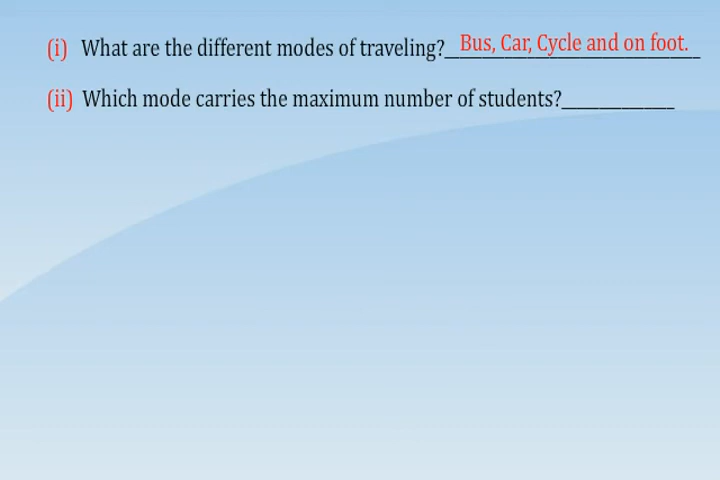 (i) What are the different modes of traveling? Bus, Car, Cycle and on foot.
(ii) Which mode carries the maximum number of students?______________